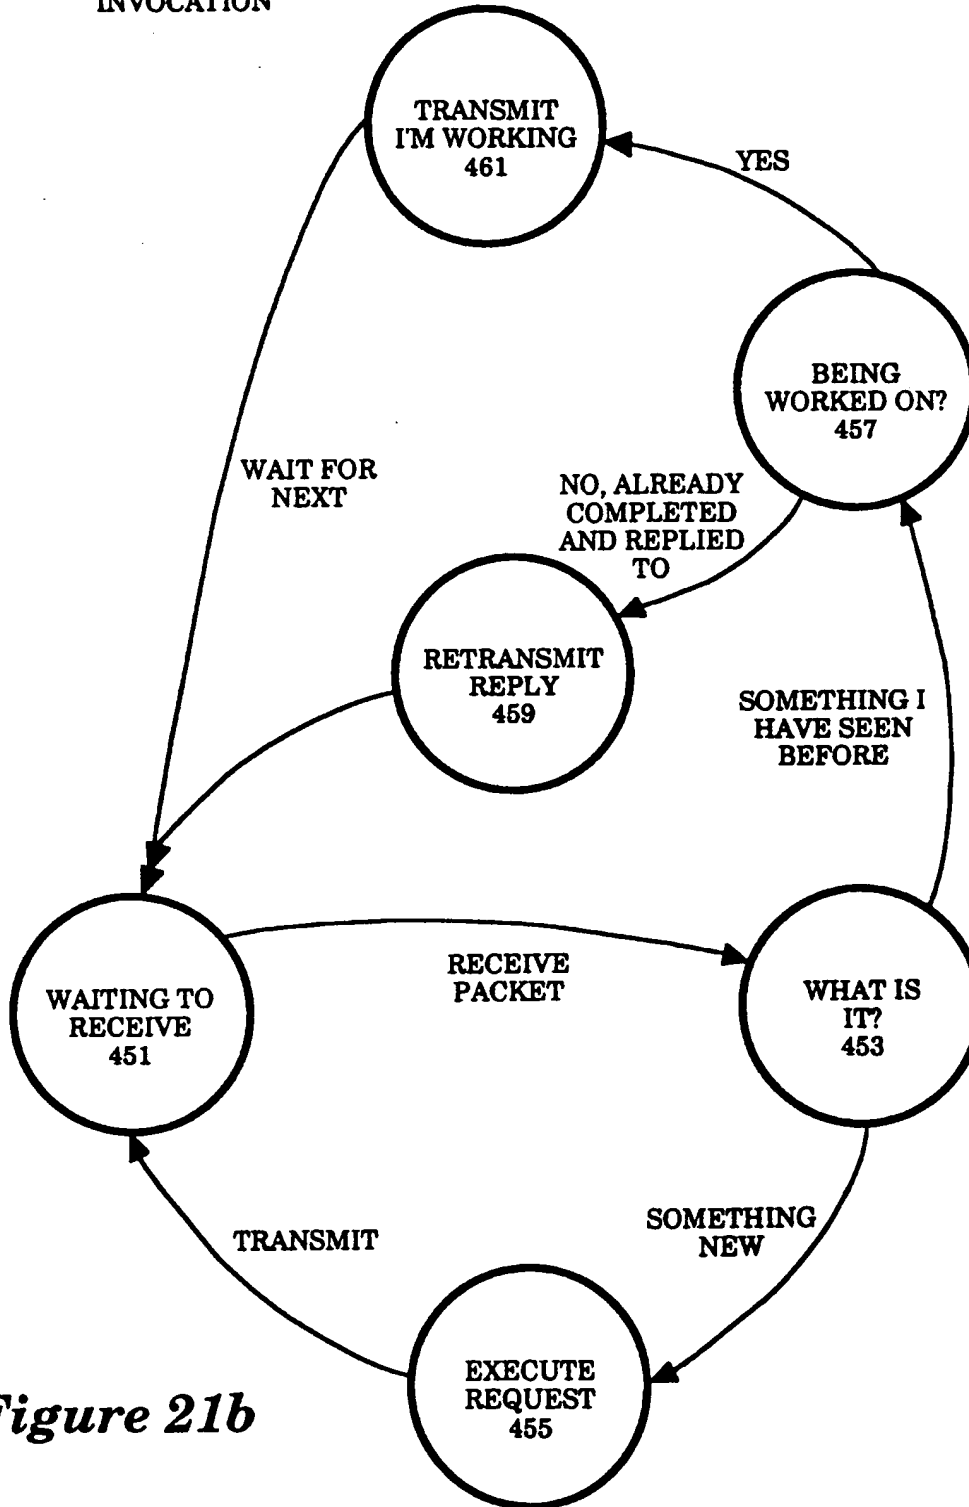 INVOCATION
TRANSMIT
I'M WORKING
461
YES
BEING
WORKED ON?
457
WAIT FOR
NEXT
NO, ALREADY
COMPLETED
AND REPLIED
TO
RETRANSMIT
REPLY
459
SOMETHING I
HAVE SEEN
BEFORE
RECEIVE
PACKET
WAITING TO
RECEIVE
451
WHAT IS
IT?
453
TRANSMIT
SOMETHING
NEW
EXECUTE
REQUEST
455
Figure 21b